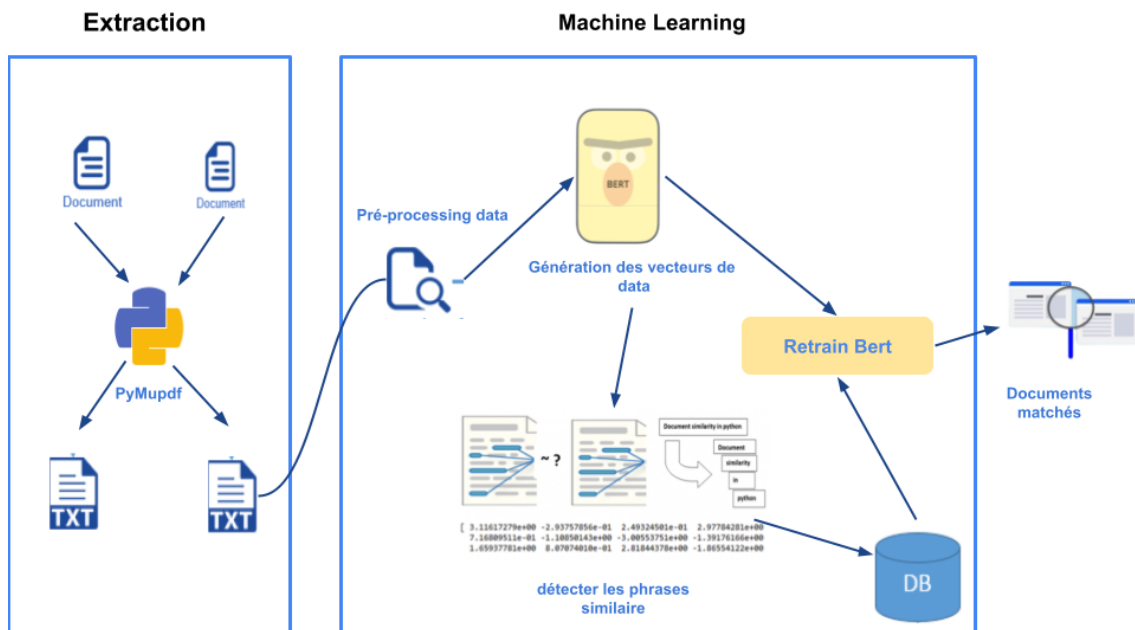 Extraction
Machine Learning
Document
Document
PyMupdf
TXT
TXT
Pré-processing data
BERT
Génération des vecteurs de
data
~ ?
Document similarity in python
Document
similarity
in
python
[ 3.11617279e+00 -2.93757856e-01 2.49324501e-01 2.97784281e+00
7.16809511e-01 -1.10850143e+00 -3.00553751e+00 -1.39176166e+00
1.65937781e+00 8.07074010e-01 2.81844378e+00 -1.86554122e+00
détecter les phrases
similaire
DB
Retrain Bert
Documents
matchés